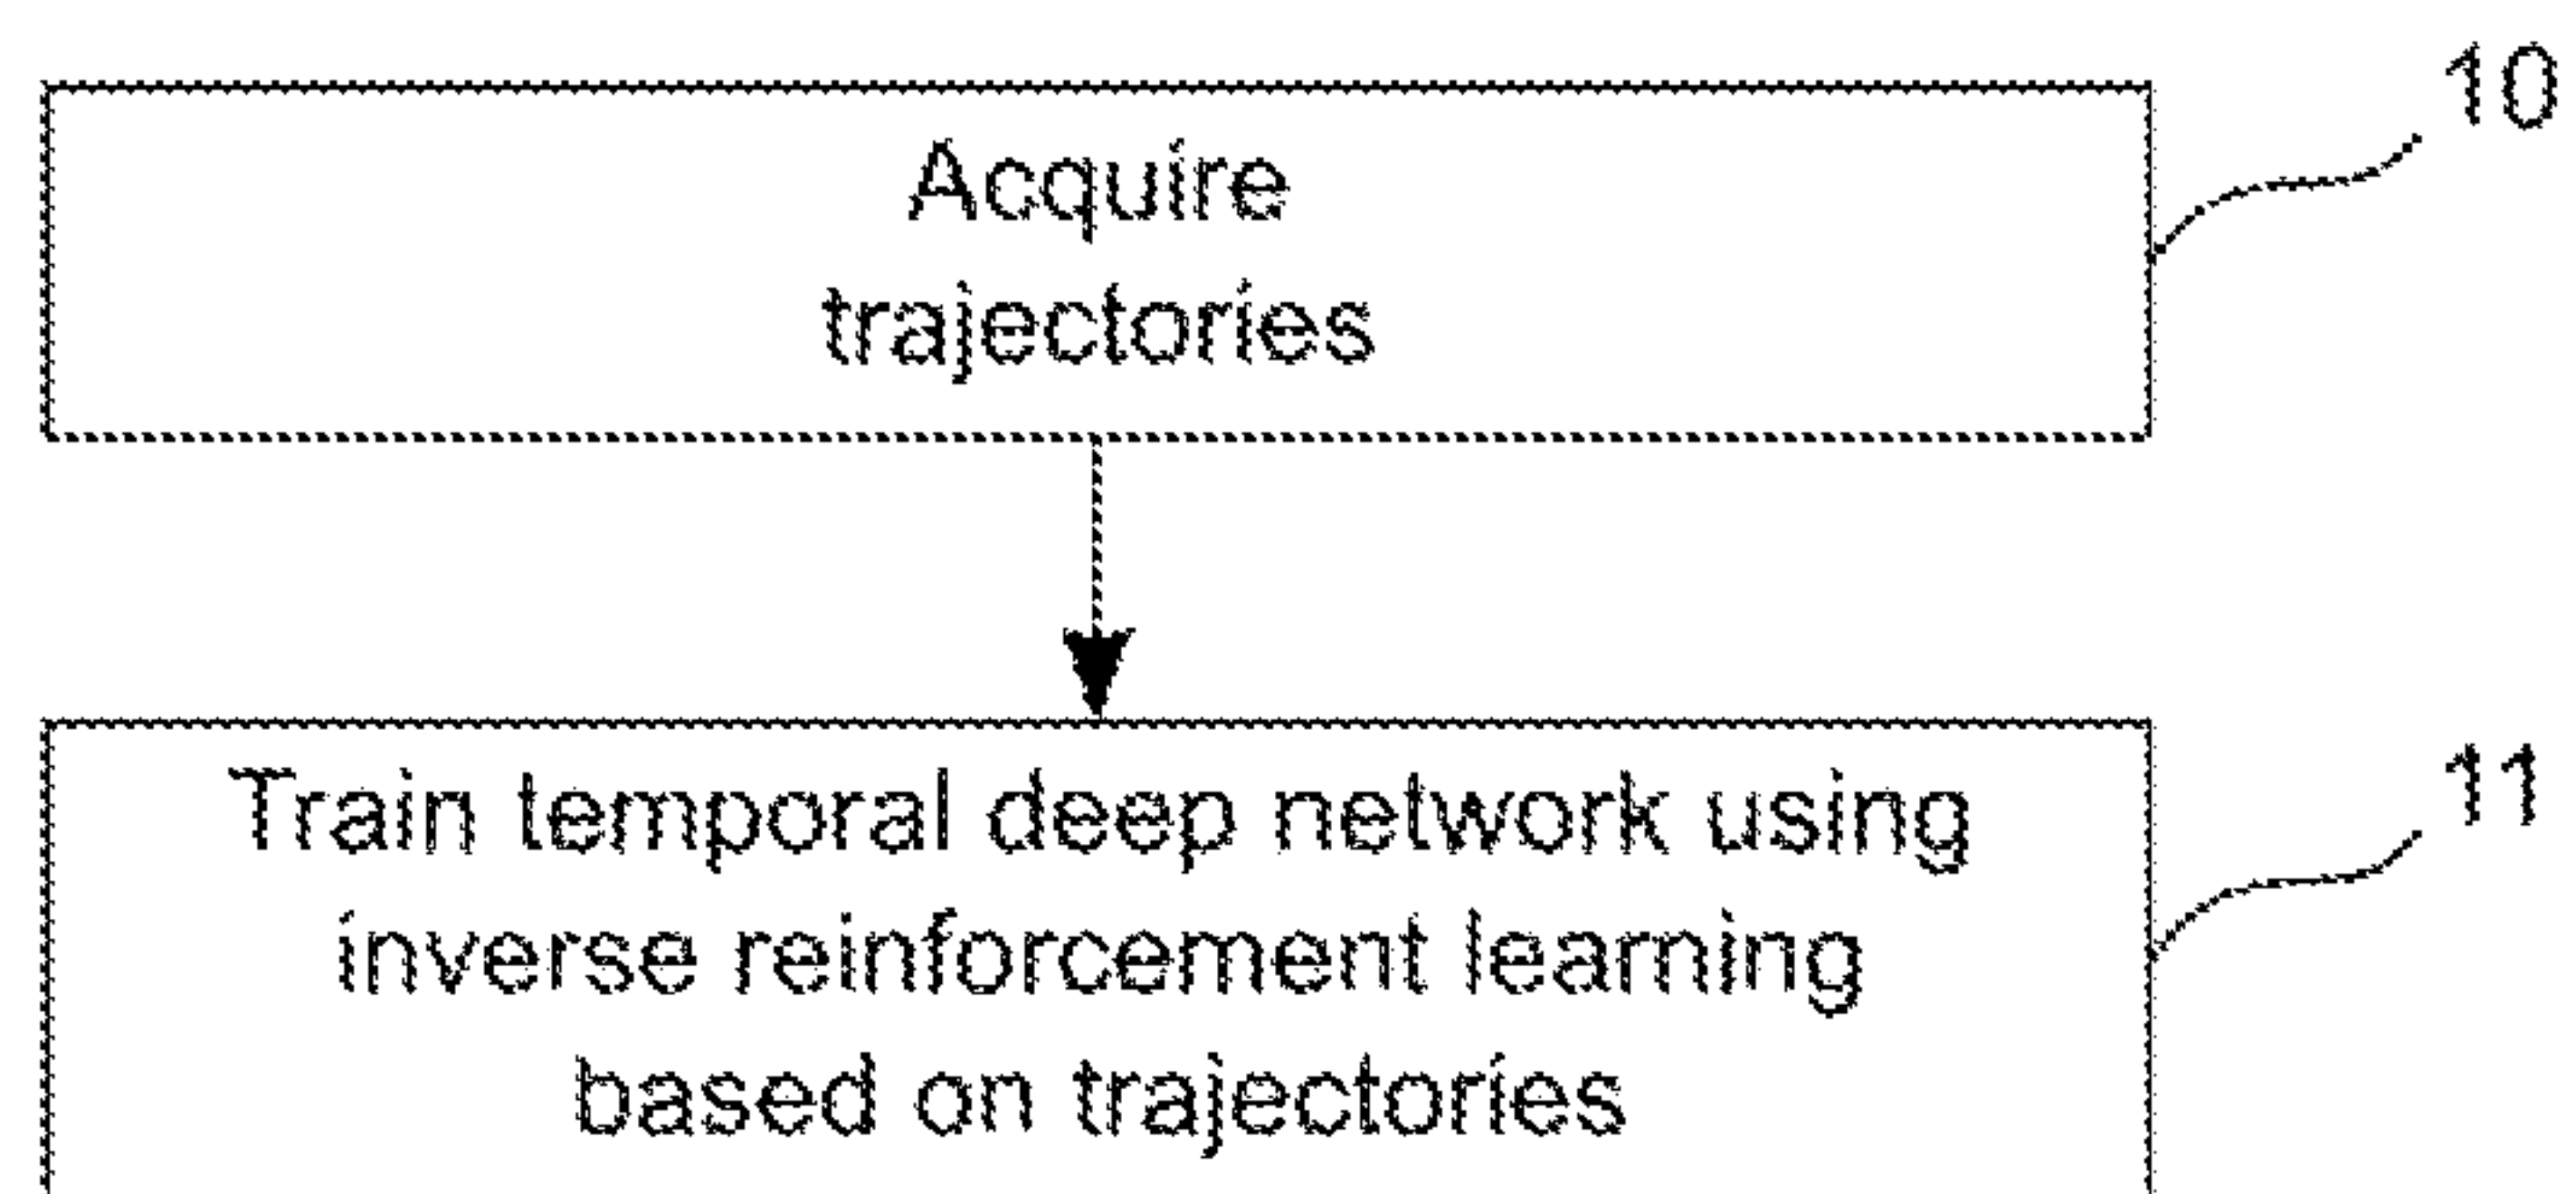 10
Acquire
trajectories
11
Train temporal deep network using
inverse reinforcement learning
based on trajectories